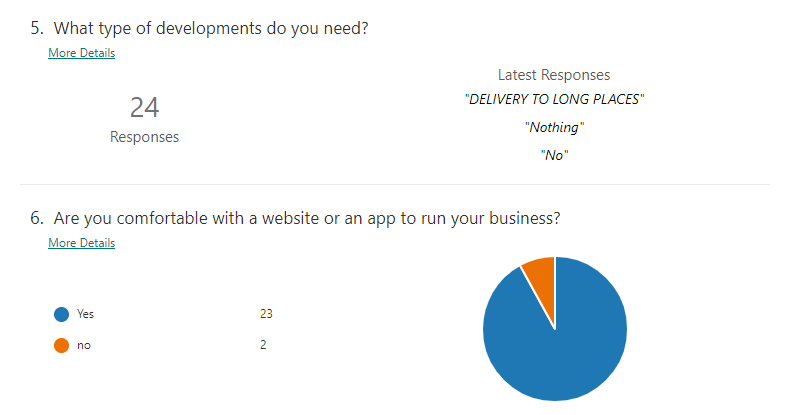 5. What type of developments do you need?
More Details
24
Responses
Latest Responses
"DELIVERY TO LONG PLACES"
"Nothing"
"No"
6. Are you comfortable with a website or an app to run your business?
More Details
Yes 23
no 2